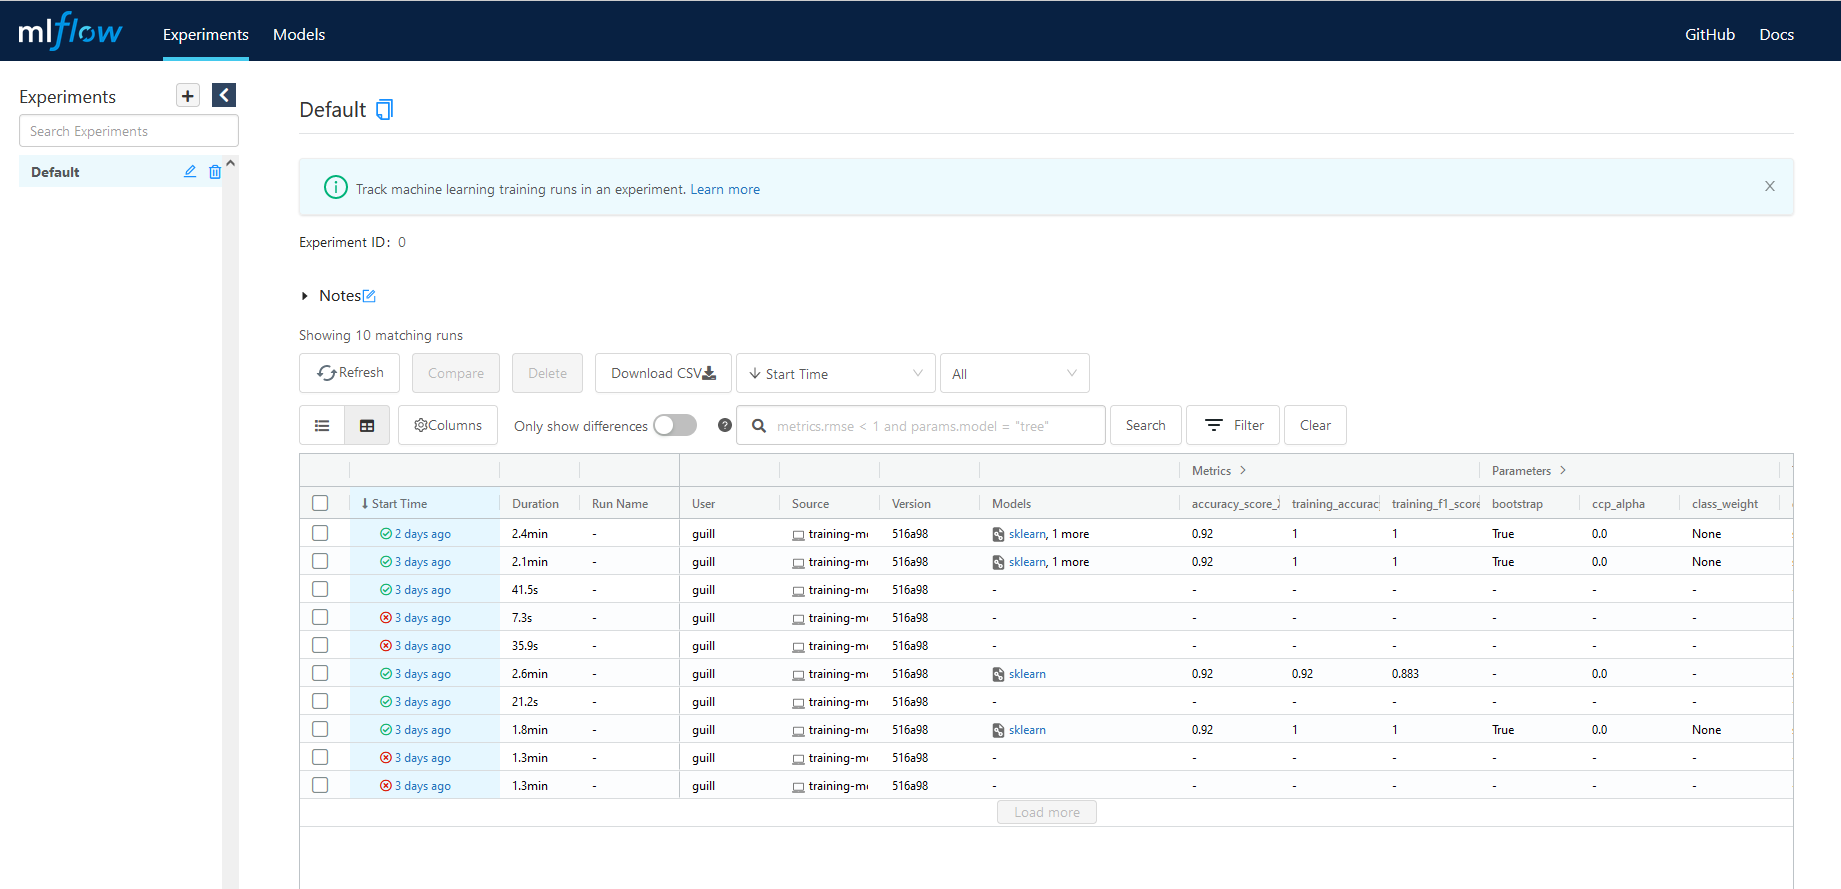 mlflow Experiments Models GitHub Docs
Experiments
Search Experiments
Default
Default
Track machine learning training runs in an experiment. Learn more
Experiment ID: 0
Notes
Showing 10 matching runs
Refresh Compare Delete Download CSV Start Time All
Columns Only show differences metrics.rmse < 1 and params.model = "tree" Search Filter Clear
Metrics Parameters
Start Time Duration Run Name User Source Version Models accuracy_score_X training_accurac training_f1_score bootstrap ccp_alpha class_weight
2 days ago 2.4min - guill training-m 516a98 sklearn, 1 more 0.92 1 1 True 0.0 None
3 days ago 2.1min - guill training-m 516a98 sklearn, 1 more 0.92 1 1 True 0.0 None
3 days ago 41.5s - guill training-m 516a98 - - - - - - -
3 days ago 7.3s - guill training-m 516a98 - - - - - - -
3 days ago 35.9s - guill training-m 516a98 - - - - - - -
3 days ago 2.6min - guill training-m 516a98 sklearn 0.92 0.92 0.883 - 0.0 -
3 days ago 21.2s - guill training-m 516a98 - - - - - - -
3 days ago 1.8min - guill training-m 516a98 sklearn 0.92 1 1 True 0.0 None
3 days ago 1.3min - guill training-m 516a98 - - - - - - -
3 days ago 1.3min - guill training-m 516a98 - - - - - - -
Load more